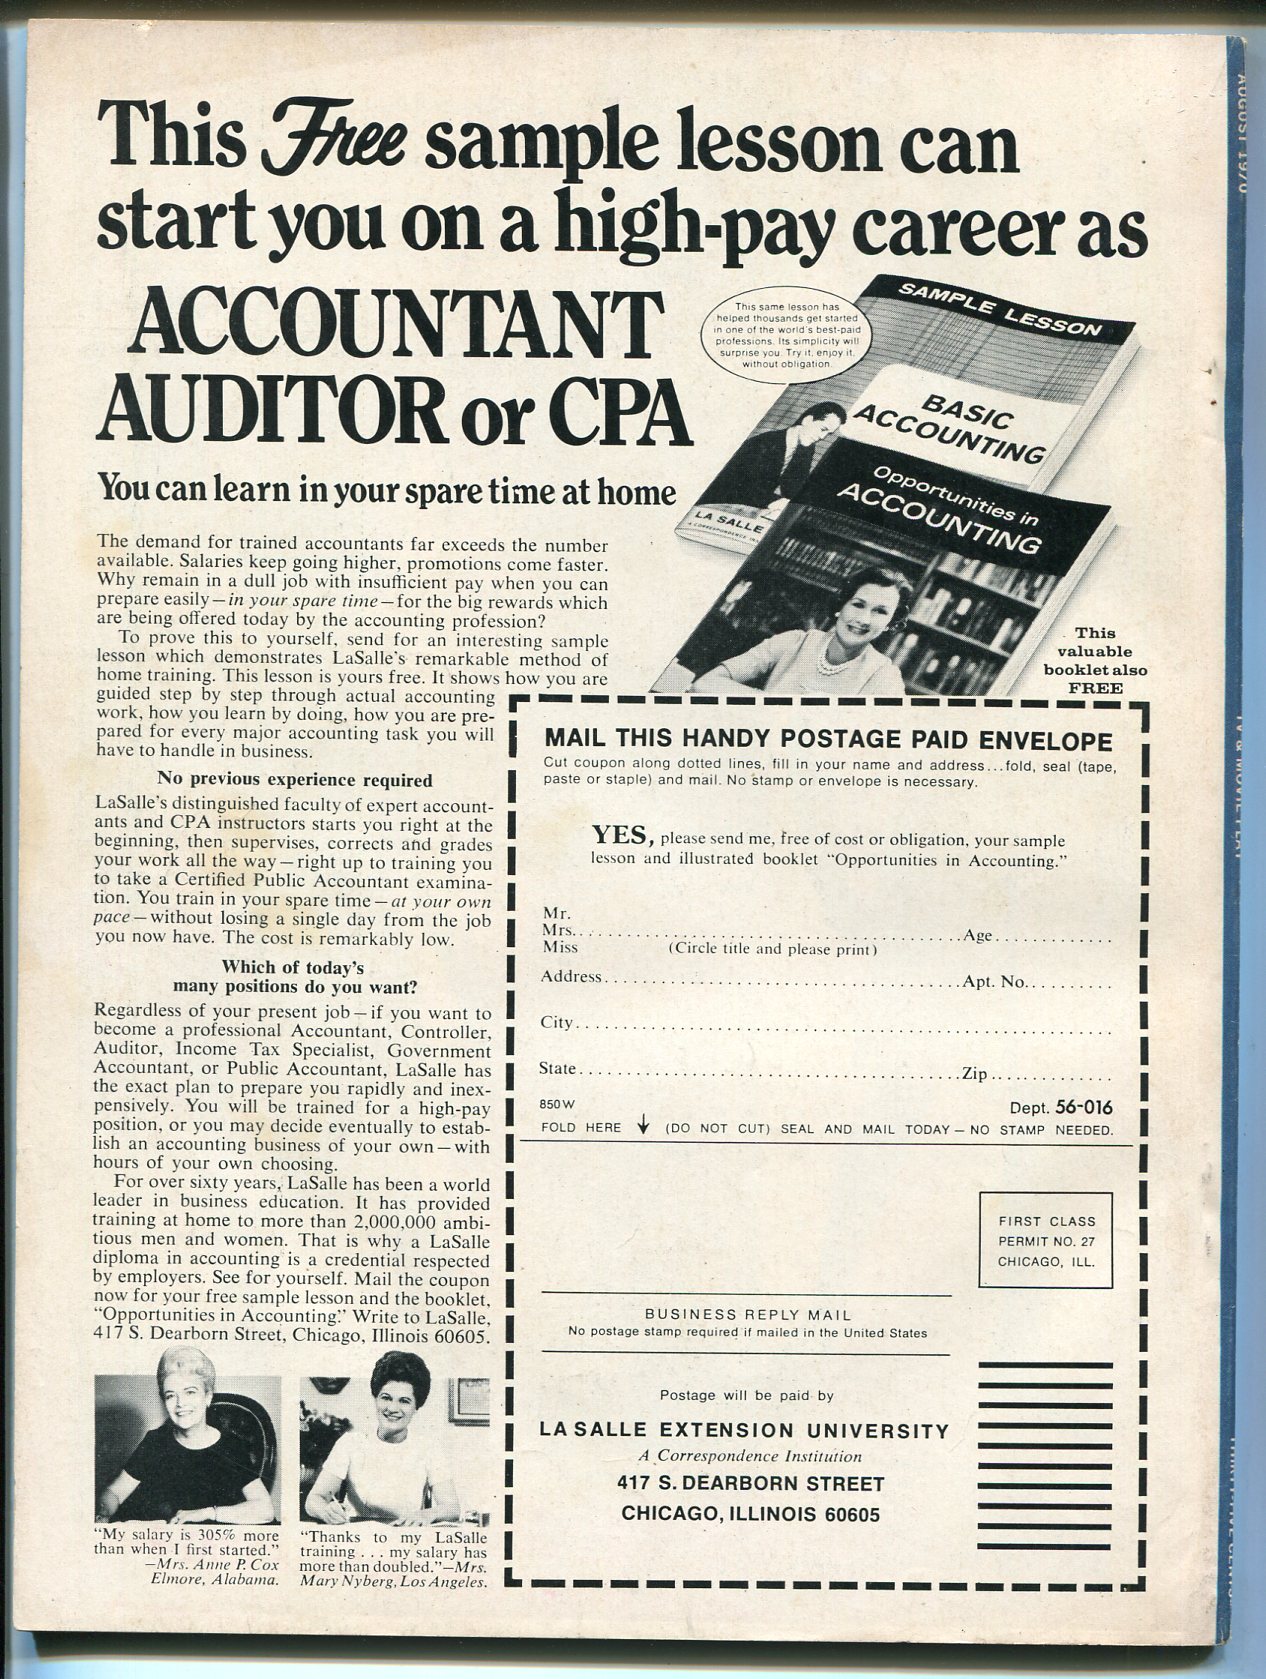 This Free sample lesson can
start you on a high-pay career as
ACCOUNTANT
AUDITOR or CPA
You can learn in your spare time at home
This same lesson has
helped thousands get started
in one of the world's best-paid
professions. Its simplicity will
surprise you. Try it, enjoy it,
without obligation.
SAMPLE LESSON
BASIC
ACCOUNTING
LA SALLE
Opportunities in
ACCOUNTING
This
valuable
booklet also
FREE
The demand for trained accountants far exceeds the number
available. Salaries keep going higher, promotions come faster.
Why remain in a dull job with insufficient pay when you can
prepare easily—in your spare time—for the big rewards which
are being offered today by the accounting profession?
To prove this to yourself, send for an interesting sample
lesson which demonstrates LaSalle's remarkable method of
home training. This lesson is yours free. It shows how you are
guided step by step through actual accounting
work, how you learn by doing, how you are pre-
pared for every major accounting task you will
have to handle in business.
No previous experience required
LaSalle's distinguished faculty of expert account-
ants and CPA instructors starts you right at the
beginning, then supervises, corrects and grades
your work all the way—right up to training you
to take a Certified Public Accountant examina-
tion. You train in your spare time—at your own
pace—without losing a single day from the job
you now have. The cost is remarkably low.
Which of today's
many positions do you want?
Regardless of your present job—if you want to
become a professional Accountant, Controller,
Auditor, Income Tax Specialist, Government
Accountant, or Public Accountant, LaSalle has
the exact plan to prepare you rapidly and inex-
pensively. You will be trained for a high-pay
position, or you may decide eventually to estab-
lish an accounting business of your own—with
hours of your own choosing.
For over sixty years, LaSalle has been a world
leader in business education. It has provided
training at home to more than 2,000,000 ambi-
tious men and women. That is why a LaSalle
diploma in accounting is a credential respected
by employers. See for yourself. Mail the coupon
now for your free sample lesson and the booklet,
"Opportunities in Accounting." Write to LaSalle,
417 S. Dearborn Street, Chicago, Illinois 60605.
"My salary is 305% more
than when I first started."
—Mrs. Anne P. Cox
Elmore, Alabama.
"Thanks to my LaSalle
training . . . my salary has
more than doubled."—Mrs.
Mary Nyberg, Los Angeles.
MAIL THIS HANDY POSTAGE PAID ENVELOPE
Cut coupon along dotted lines, fill in your name and address...fold, seal (tape,
paste or staple) and mail. No stamp or envelope is necessary.
YES, please send me, free of cost or obligation, your sample
lesson and illustrated booklet "Opportunities in Accounting."
Mr.
Mrs. Age
Miss (Circle title and please print)
Address Apt. No.
City
State Zip
850W Dept. 56-016
FOLD HERE ↓ (DO NOT CUT) SEAL AND MAIL TODAY — NO STAMP NEEDED.
FIRST CLASS
PERMIT NO. 27
CHICAGO, ILL.
BUSINESS REPLY MAIL
No postage stamp required if mailed in the United States
Postage will be paid by
LA SALLE EXTENSION UNIVERSITY
A Correspondence Institution
417 S. DEARBORN STREET
CHICAGO, ILLINOIS 60605
AUGUST 1970